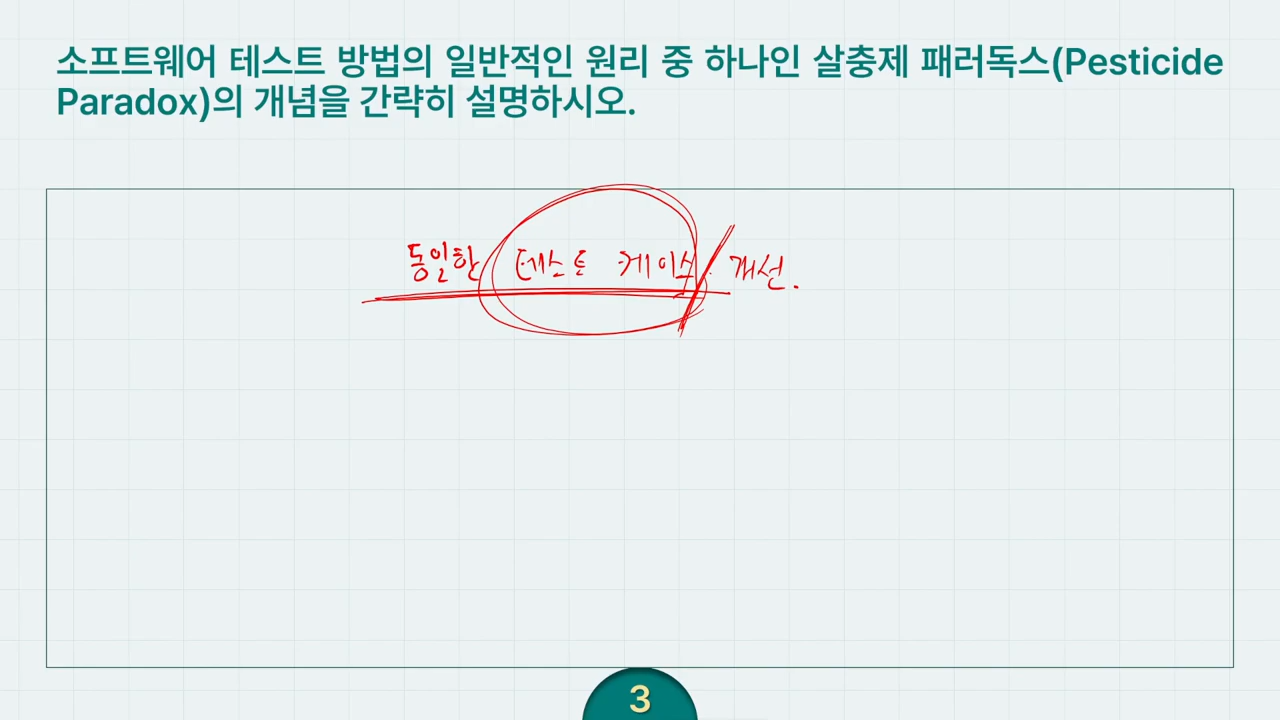 소프트웨어 테스트 방법의 일반적인 원리 중 하나인 살충제 패러독스(Pesticide
Paradox)의 개념을 간략히 설명하시오.
동일한 테스트 케이스 / 개선.
3